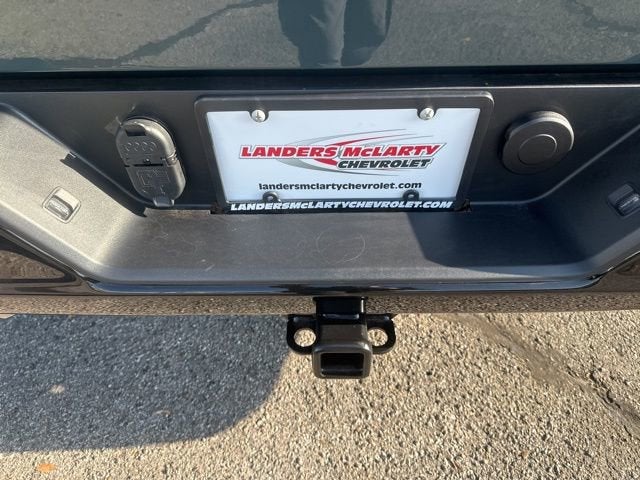 LANDERS McLARTY
CHEVROLET
landersmclartychevrolet.com
LANDERSMCLARTYCHEVROLET.COM